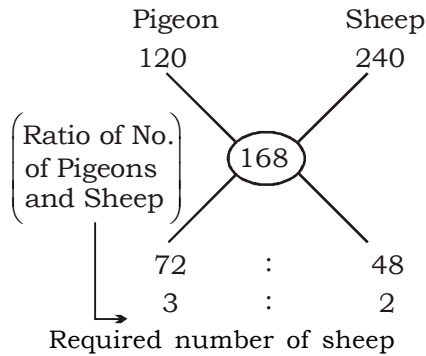 Pigeon Sheep
120 240
168
Ratio of No.
of Pigeons
and Sheep
72 : 48
3 : 2
Required number of sheep